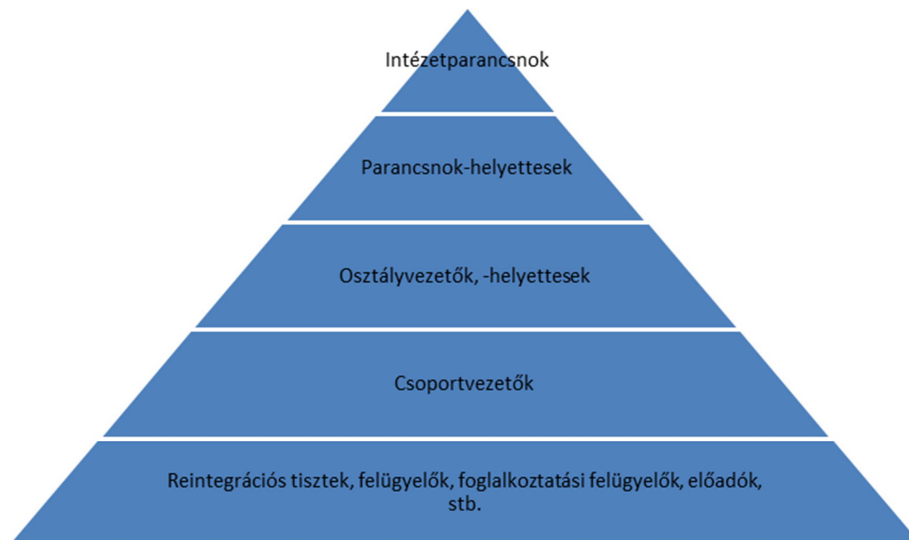 Intézetparancsnok
Parancsnok-helyettesek
Osztályvezetők, -helyettesek
Csoportvezetők
Reintegrációs tisztek, felügyelők, foglalkoztatási felügyelők, előadók,
stb.